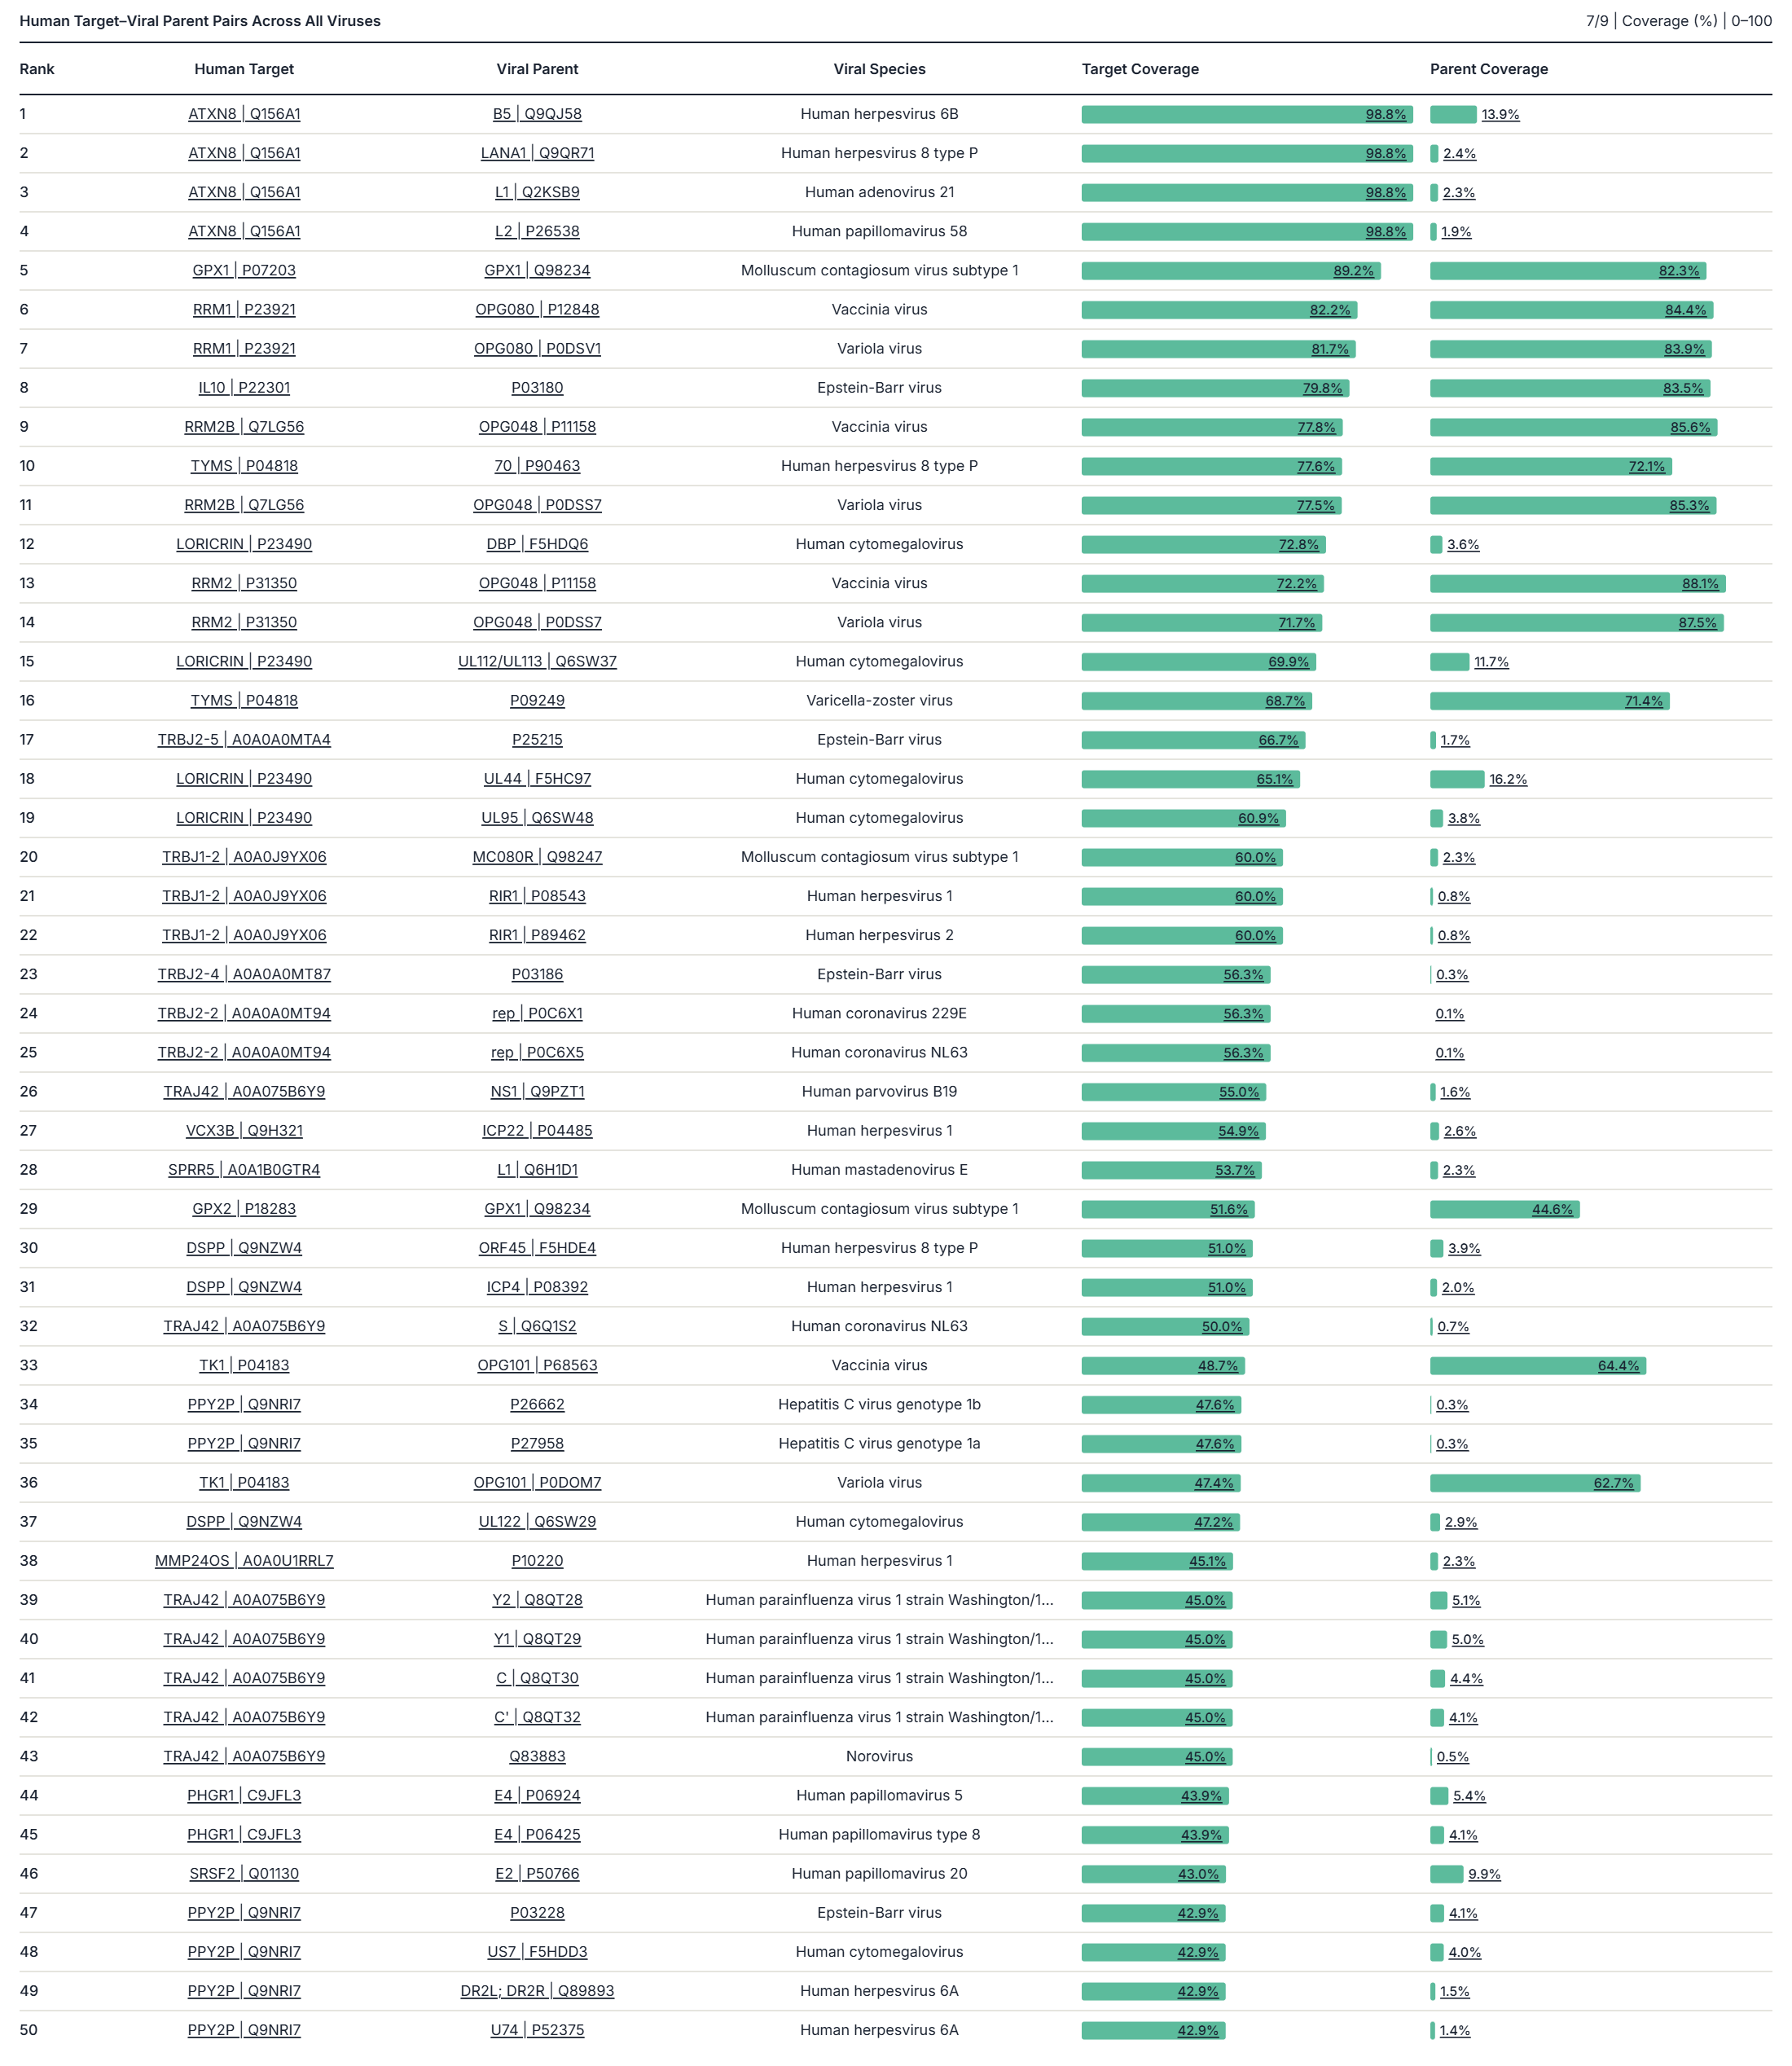 Human Target–Viral Parent Pairs Across All Viruses 7/9 | Coverage (%) | 0–100
Rank Human Target Viral Parent Viral Species Target Coverage Parent Coverage
1 ATXN8 | Q156A1 B5 | Q9QJ58 Human herpesvirus 6B 98.8% 13.9%
2 ATXN8 | Q156A1 LANA1 | Q9QR71 Human herpesvirus 8 type P 98.8% 2.4%
3 ATXN8 | Q156A1 L1 | Q2KSB9 Human adenovirus 21 98.8% 2.3%
4 ATXN8 | Q156A1 L2 | P26538 Human papillomavirus 58 98.8% 1.9%
5 GPX1 | P07203 GPX1 | Q98234 Molluscum contagiosum virus subtype 1 89.2% 82.3%
6 RRM1 | P23921 OPG080 | P12848 Vaccinia virus 82.2% 84.4%
7 RRM1 | P23921 OPG080 | P0DSV1 Variola virus 81.7% 83.9%
8 IL10 | P22301 P03180 Epstein-Barr virus 79.8% 83.5%
9 RRM2B | Q7LG56 OPG048 | P11158 Vaccinia virus 77.8% 85.6%
10 TYMS | P04818 70 | P90463 Human herpesvirus 8 type P 77.6% 72.1%
11 RRM2B | Q7LG56 OPG048 | P0DSS7 Variola virus 77.5% 85.3%
12 LORICRIN | P23490 DBP | F5HDQ6 Human cytomegalovirus 72.8% 3.6%
13 RRM2 | P31350 OPG048 | P11158 Vaccinia virus 72.2% 88.1%
14 RRM2 | P31350 OPG048 | P0DSS7 Variola virus 71.7% 87.5%
15 LORICRIN | P23490 UL112/UL113 | Q6SW37 Human cytomegalovirus 69.9% 11.7%
16 TYMS | P04818 P09249 Varicella-zoster virus 68.7% 71.4%
17 TRBJ2-5 | A0A0A0MTA4 P25215 Epstein-Barr virus 66.7% 1.7%
18 LORICRIN | P23490 UL44 | F5HC97 Human cytomegalovirus 65.1% 16.2%
19 LORICRIN | P23490 UL95 | Q6SW48 Human cytomegalovirus 60.9% 3.8%
20 TRBJ1-2 | A0A0J9YX06 MC080R | Q98247 Molluscum contagiosum virus subtype 1 60.0% 2.3%
21 TRBJ1-2 | A0A0J9YX06 RIR1 | P08543 Human herpesvirus 1 60.0% 0.8%
22 TRBJ1-2 | A0A0J9YX06 RIR1 | P89462 Human herpesvirus 2 60.0% 0.8%
23 TRBJ2-4 | A0A0A0MT87 P03186 Epstein-Barr virus 56.3% 0.3%
24 TRBJ2-2 | A0A0A0MT94 rep | P0C6X1 Human coronavirus 229E 56.3% 0.1%
25 TRBJ2-2 | A0A0A0MT94 rep | P0C6X5 Human coronavirus NL63 56.3% 0.1%
26 TRAJ42 | A0A075B6Y9 NS1 | Q9PZT1 Human parvovirus B19 55.0% 1.6%
27 VCX3B | Q9H321 ICP22 | P04485 Human herpesvirus 1 54.9% 2.6%
28 SPRR5 | A0A1B0GTR4 L1 | Q6H1D1 Human mastadenovirus E 53.7% 2.3%
29 GPX2 | P18283 GPX1 | Q98234 Molluscum contagiosum virus subtype 1 51.6% 44.6%
30 DSPP | Q9NZW4 ORF45 | F5HDE4 Human herpesvirus 8 type P 51.0% 3.9%
31 DSPP | Q9NZW4 ICP4 | P08392 Human herpesvirus 1 51.0% 2.0%
32 TRAJ42 | A0A075B6Y9 S | Q6Q1S2 Human coronavirus NL63 50.0% 0.7%
33 TK1 | P04183 OPG101 | P68563 Vaccinia virus 48.7% 64.4%
34 PPY2P | Q9NRI7 P26662 Hepatitis C virus genotype 1b 47.6% 0.3%
35 PPY2P | Q9NRI7 P27958 Hepatitis C virus genotype 1a 47.6% 0.3%
36 TK1 | P04183 OPG101 | P0DOM7 Variola virus 47.4% 62.7%
37 DSPP | Q9NZW4 UL122 | Q6SW29 Human cytomegalovirus 47.2% 2.9%
38 MMP24OS | A0A0U1RRL7 P10220 Human herpesvirus 1 45.1% 2.3%
39 TRAJ42 | A0A075B6Y9 Y2 | Q8QT28 Human parainfluenza virus 1 strain Washington/1... 45.0% 5.1%
40 TRAJ42 | A0A075B6Y9 Y1 | Q8QT29 Human parainfluenza virus 1 strain Washington/1... 45.0% 5.0%
41 TRAJ42 | A0A075B6Y9 C | Q8QT30 Human parainfluenza virus 1 strain Washington/1... 45.0% 4.4%
42 TRAJ42 | A0A075B6Y9 C' | Q8QT32 Human parainfluenza virus 1 strain Washington/1... 45.0% 4.1%
43 TRAJ42 | A0A075B6Y9 Q83883 Norovirus 45.0% 0.5%
44 PHGR1 | C9JFL3 E4 | P06924 Human papillomavirus 5 43.9% 5.4%
45 PHGR1 | C9JFL3 E4 | P06425 Human papillomavirus type 8 43.9% 4.1%
46 SRSF2 | Q01130 E2 | P50766 Human papillomavirus 20 43.0% 9.9%
47 PPY2P | Q9NRI7 P03228 Epstein-Barr virus 42.9% 4.1%
48 PPY2P | Q9NRI7 US7 | F5HDD3 Human cytomegalovirus 42.9% 4.0%
49 PPY2P | Q9NRI7 DR2L; DR2R | Q89893 Human herpesvirus 6A 42.9% 1.5%
50 PPY2P | Q9NRI7 U74 | P52375 Human herpesvirus 6A 42.9% 1.4%